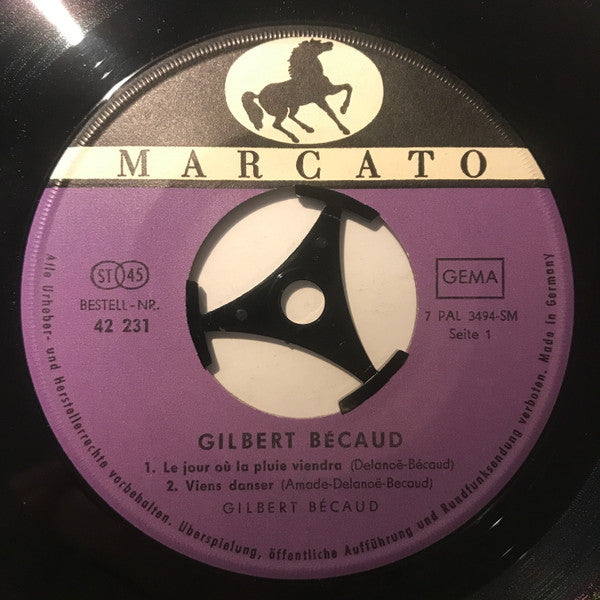 MARCATO
ST 45
BESTELL-NR.
42 231
GEMA
7 PAL 3494-SM
Seite 1
GILBERT BÉCAUD
1. Le jour où la pluie viendra (Delanoë-Bécaud)
2. Viens danser (Amade-Delanoë-Becaud)
GILBERT BÉCAUD
Alle Urheber- und Herstellerrechte vorbehalten. Überspielung, öffentliche Aufführung und Rundfunksendung verboten. Made in Germany